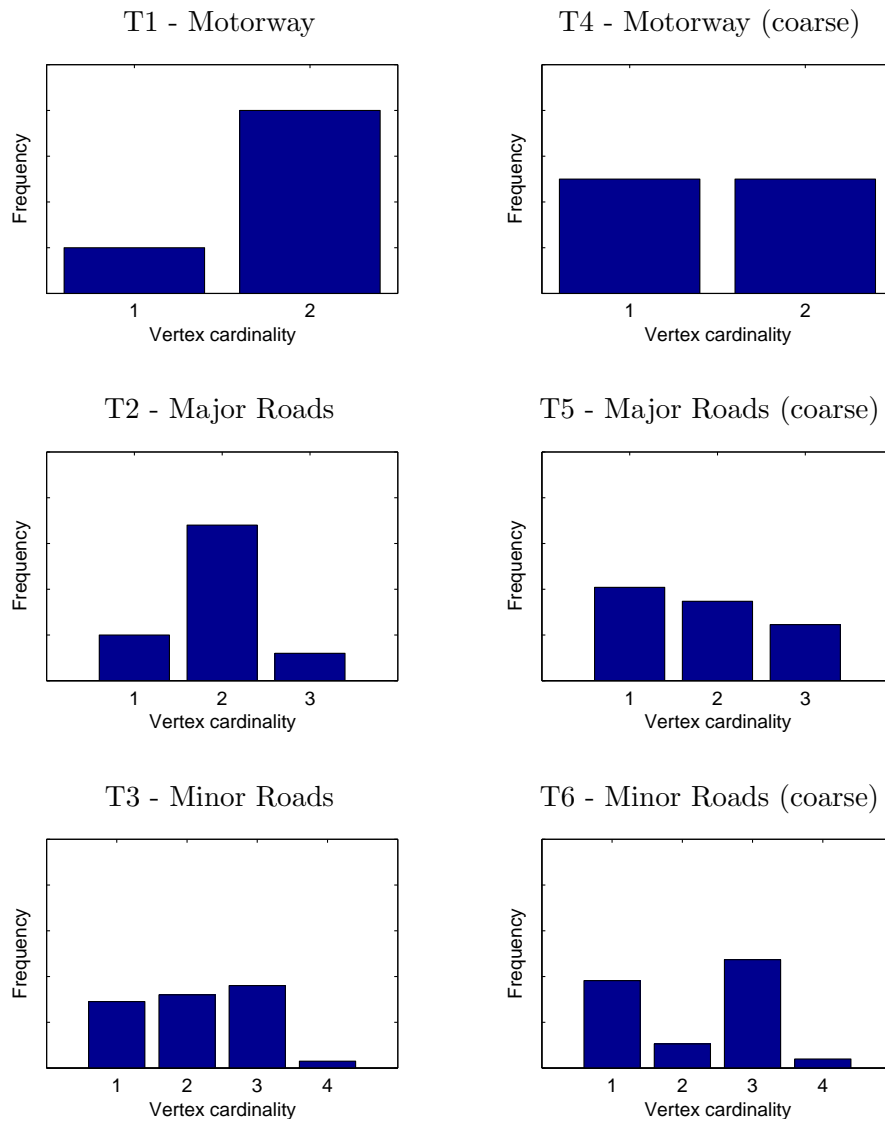 T1 - Motorway
Frequency
1 2
Vertex cardinality
T4 - Motorway (coarse)
Frequency
1 2
Vertex cardinality
T2 - Major Roads
Frequency
1 2 3
Vertex cardinality
T5 - Major Roads (coarse)
Frequency
1 2 3
Vertex cardinality
T3 - Minor Roads
Frequency
1 2 3 4
Vertex cardinality
T6 - Minor Roads (coarse)
Frequency
1 2 3 4
Vertex cardinality